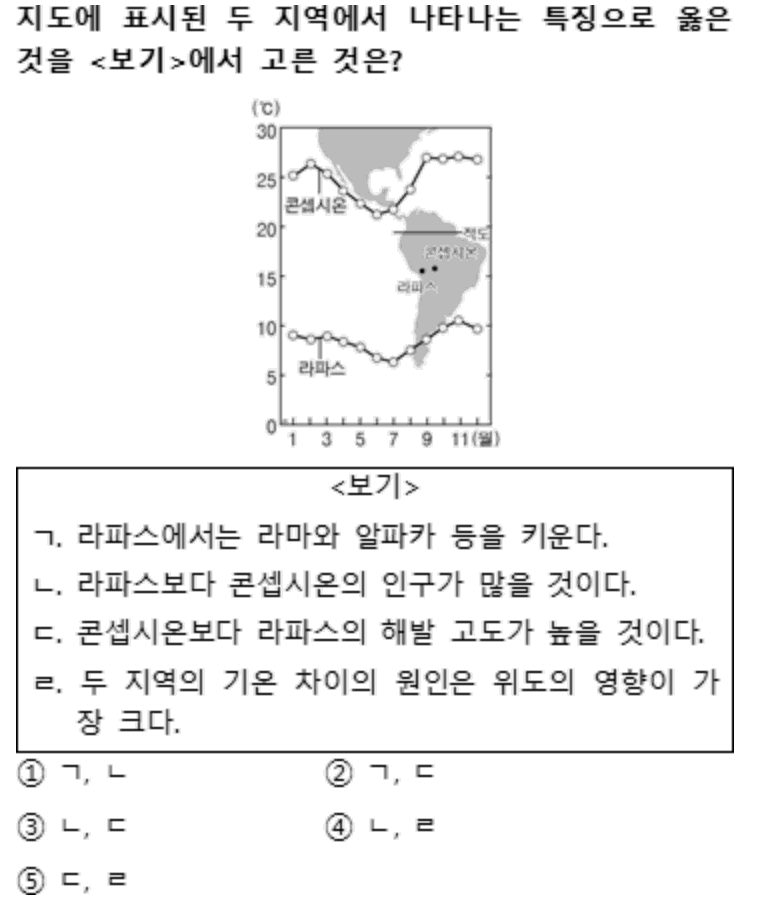 지도에 표시된 두 지역에서 나타나는 특징으로 옳은
것을 <보기>에서 고른 것은?
(℃)
30
25
콘셉시온
20
적도
콘셉시온
15
라파스
10
라파스
5
0
1 3 5 7 9 11(월)
<보기>
ㄱ. 라파스에서는 라마와 알파카 등을 키운다.
ㄴ. 라파스보다 콘셉시온의 인구가 많을 것이다.
ㄷ. 콘셉시온보다 라파스의 해발 고도가 높을 것이다.
ㄹ. 두 지역의 기온 차이의 원인은 위도의 영향이 가
장 크다.
① ㄱ, ㄴ ② ㄱ, ㄷ
③ ㄴ, ㄷ ④ ㄴ, ㄹ
⑤ ㄷ, ㄹ